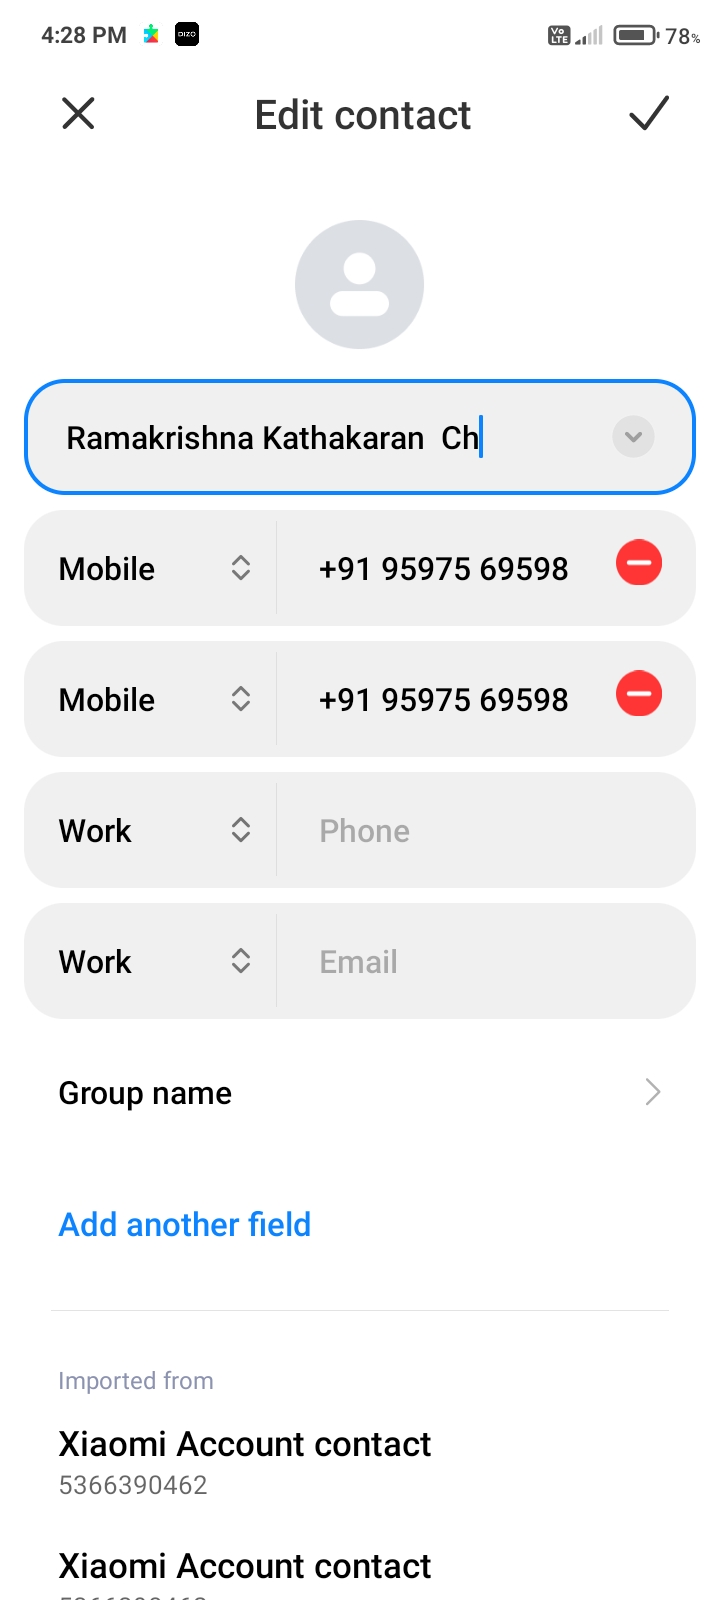 4:28 PM DIZO Vo LTE 78%
Edit contact
Ramakrishna Kathakaran  Ch
Mobile +91 95975 69598
Mobile +91 95975 69598
Work Phone
Work Email
Group name
Add another field
Imported from
Xiaomi Account contact
5366390462
Xiaomi Account contact